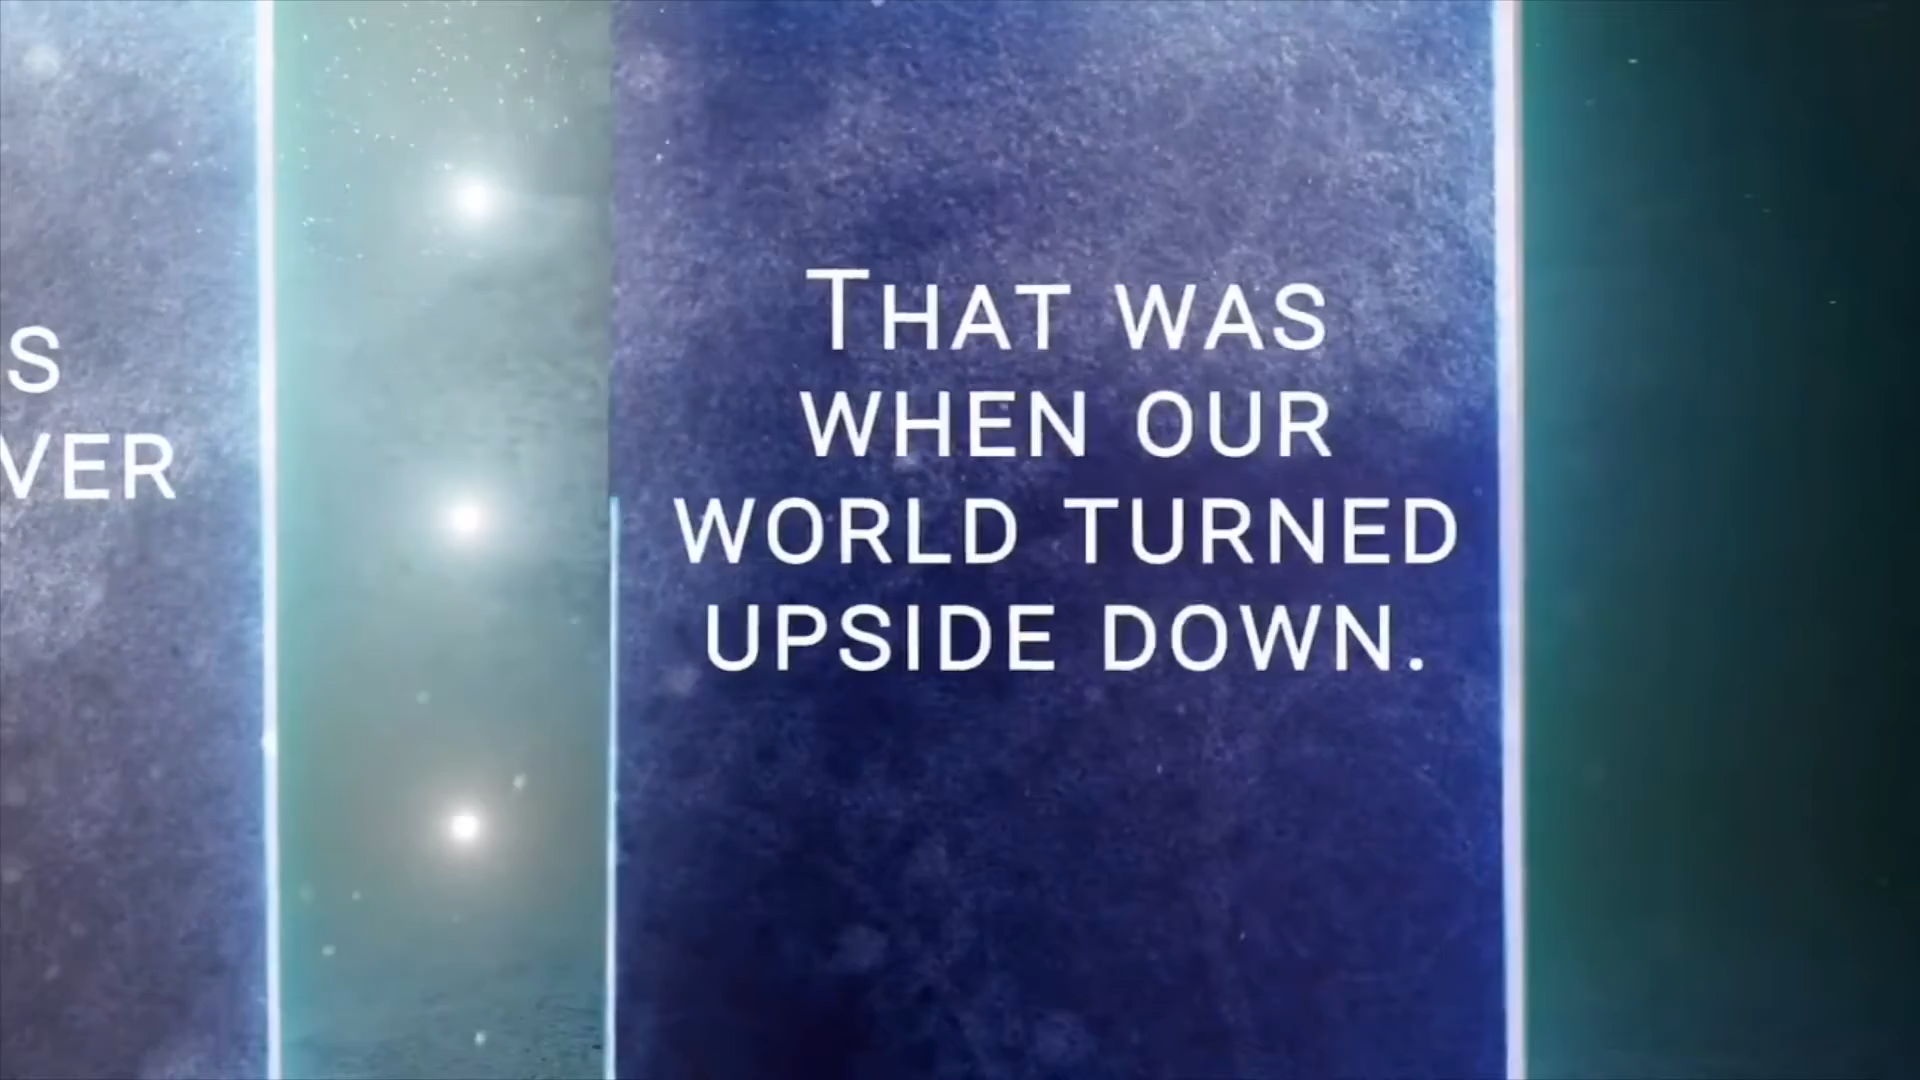 S
VER
THAT WAS
WHEN OUR
WORLD TURNED
UPSIDE DOWN.